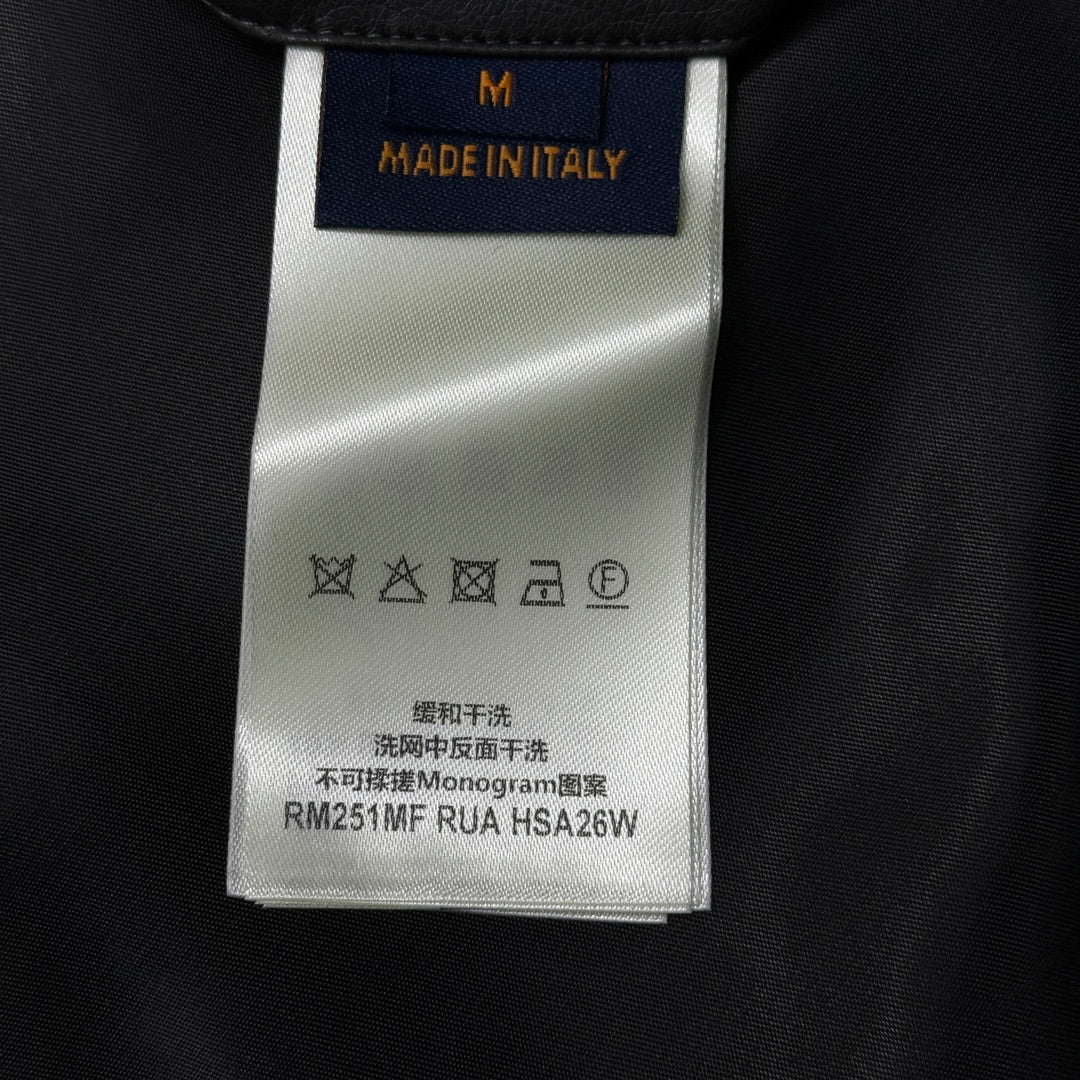 M
MADE IN ITALY
F
缓和干洗
洗网中反面干洗
不可揉搓Monogram图案
RM251MF RUA HSA26W